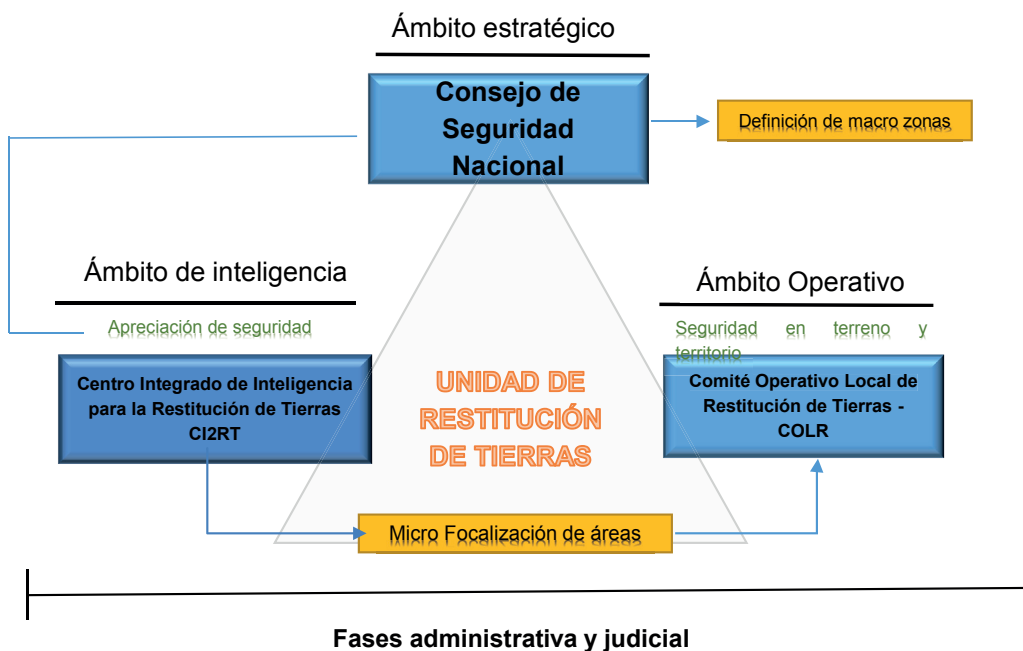 Ámbito estratégico
Consejo de
Seguridad
Nacional
Definición de macro zonas
Ámbito de inteligencia
Apreciación de seguridad
Centro Integrado de Inteligencia
para la Restitución de Tierras
CI2RT
Ámbito Operativo
Seguridad en terreno y
territorio
Comité Operativo Local de
Restitución de Tierras -
COLR
UNIDAD DE
RESTITUCIÓN
DE TIERRAS
Micro Focalización de áreas
Fases administrativa y judicial